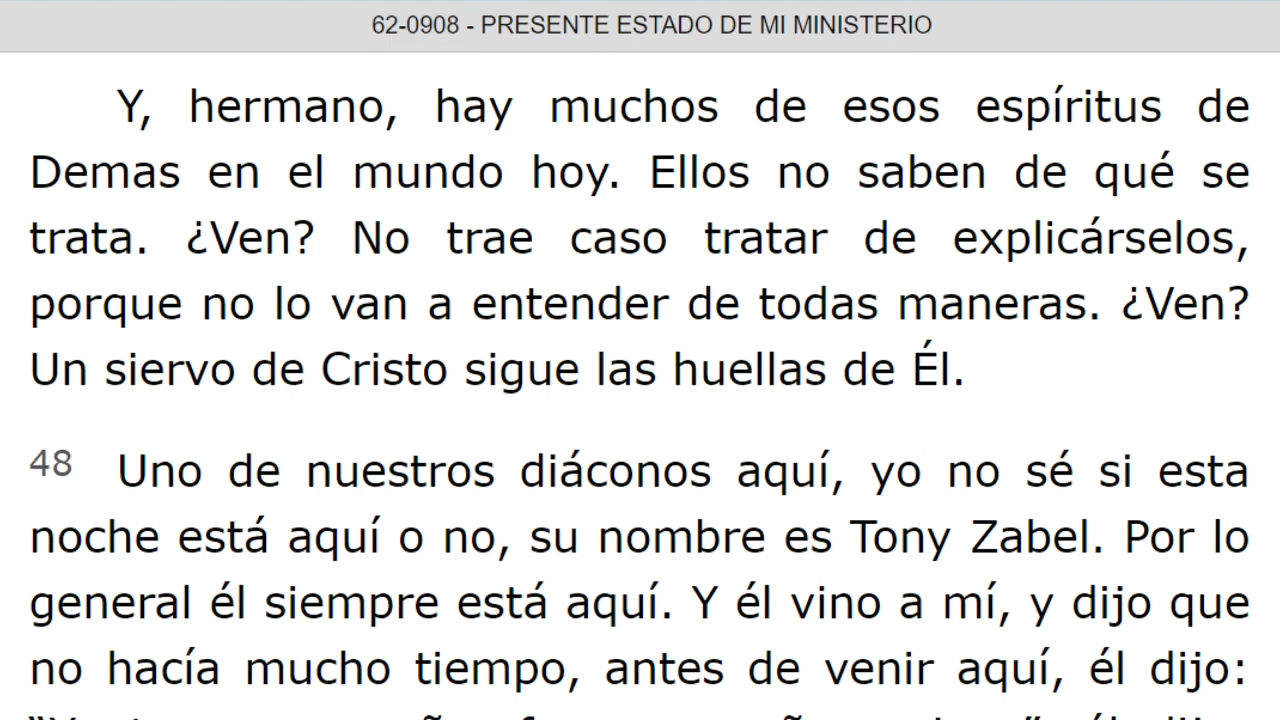 62-0908 - PRESENTE ESTADO DE MI MINISTERIO
Y, hermano, hay muchos de esos espíritus de
Demas en el mundo hoy. Ellos no saben de qué se
trata. ¿Ven? No trae caso tratar de explicárselos,
porque no lo van a entender de todas maneras. ¿Ven?
Un siervo de Cristo sigue las huellas de Él.
48 Uno de nuestros diáconos aquí, yo no sé si esta
noche está aquí o no, su nombre es Tony Zabel. Por lo
general él siempre está aquí. Y él vino a mí, y dijo que
no hacía mucho tiempo, antes de venir aquí, él dijo: